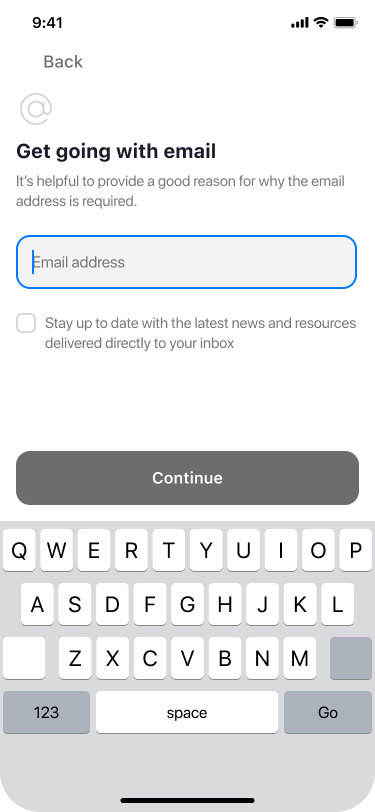 9:41
Back
@
Get going with email
It's helpful to provide a good reason for why the email
address is required.
Email address
Stay up to date with the latest news and resources
delivered directly to your inbox
Continue
Q W E R T Y U I O P
A S D F G H J K L
Z X C V B N M
123 space Go